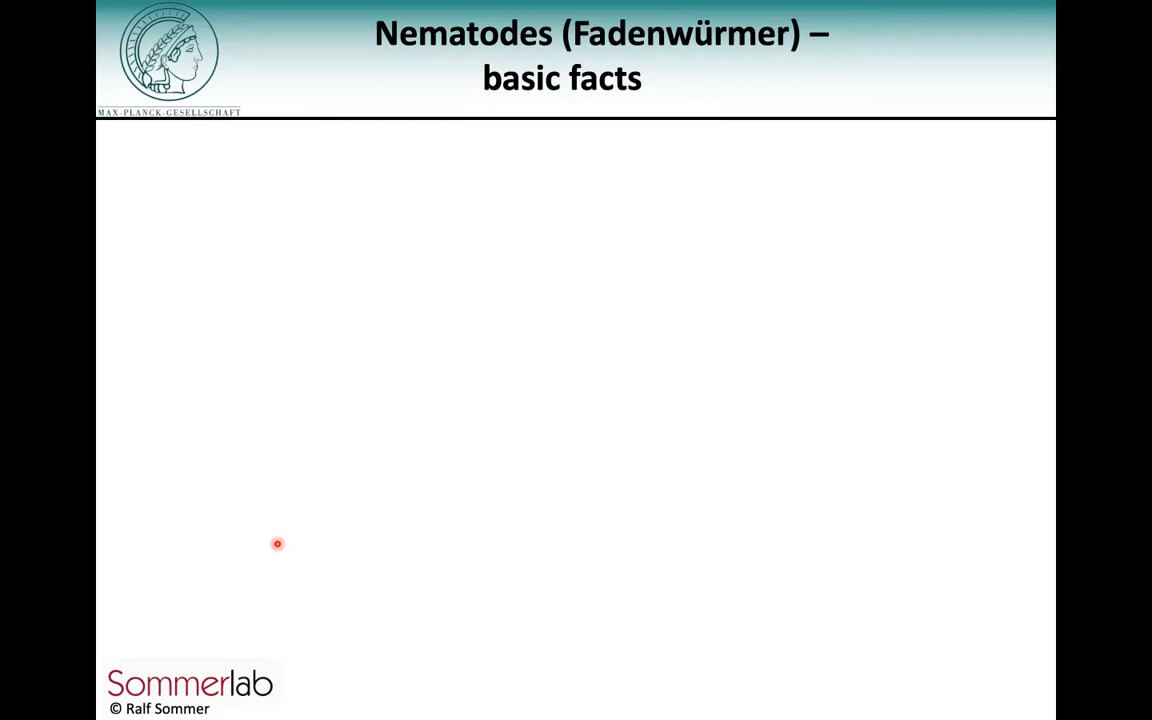 Nematodes (Fadenwürmer) –
basic facts
MAX-PLANCK-GESELLSCHAFT
Sommerlab
© Ralf Sommer